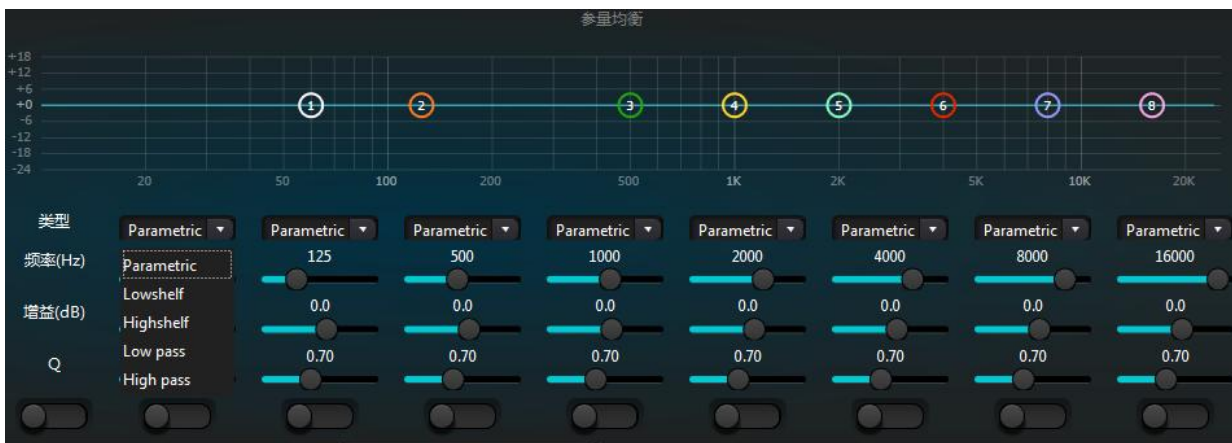 参量均衡
+18
+12
+6
+0
-6
-12
-18
-24
1 2 3 4 5 6 7 8
20 50 100 200 500 1K 2K 5K 10K 20K
类型 Parametric Parametric Parametric Parametric Parametric Parametric Parametric Parametric
频率(Hz) 125 500 1000 2000 4000 8000 16000
Parametric
Lowshelf
Highshelf
Low pass
High pass
增益(dB) 0.0 0.0 0.0 0.0 0.0 0.0 0.0
Q 0.70 0.70 0.70 0.70 0.70 0.70 0.70